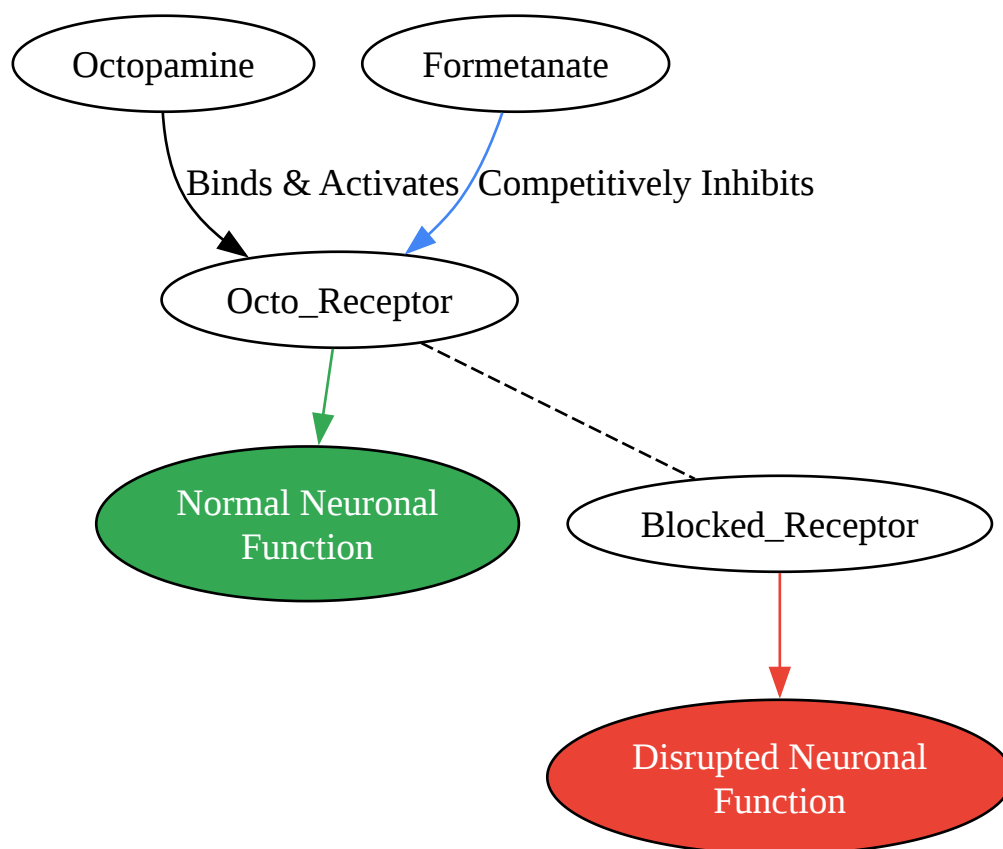 Octopamine
Formetanate
Binds & Activates
Competitively Inhibits
Octo_Receptor
Normal Neuronal
Function
Blocked_Receptor
Disrupted Neuronal
Function